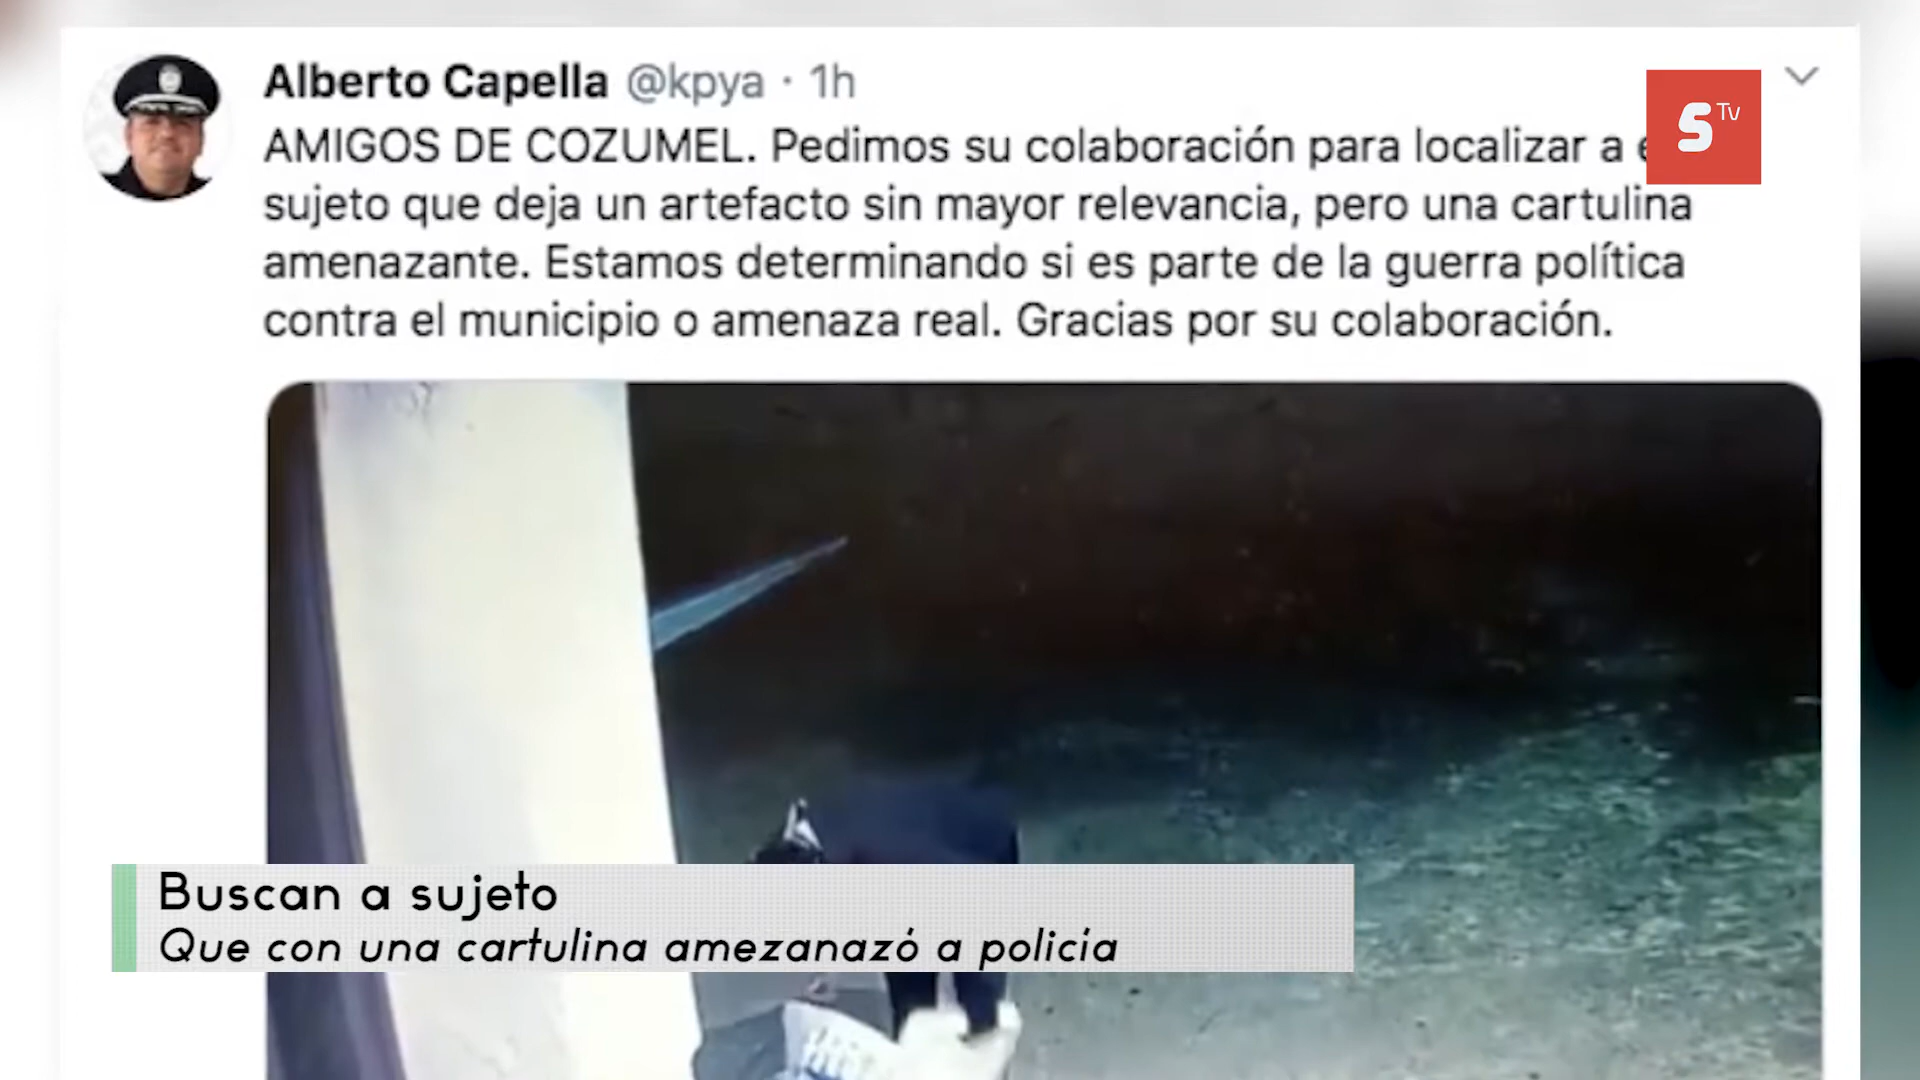 Alberto Capella @kpya · 1h
AMIGOS DE COZUMEL. Pedimos su colaboración para localizar a
sujeto que deja un artefacto sin mayor relevancia, pero una cartulina
amenazante. Estamos determinando si es parte de la guerra política
contra el municipio o amenaza real. Gracias por su colaboración.
STv
Buscan a sujeto
Que con una cartulina amezanazó a policía